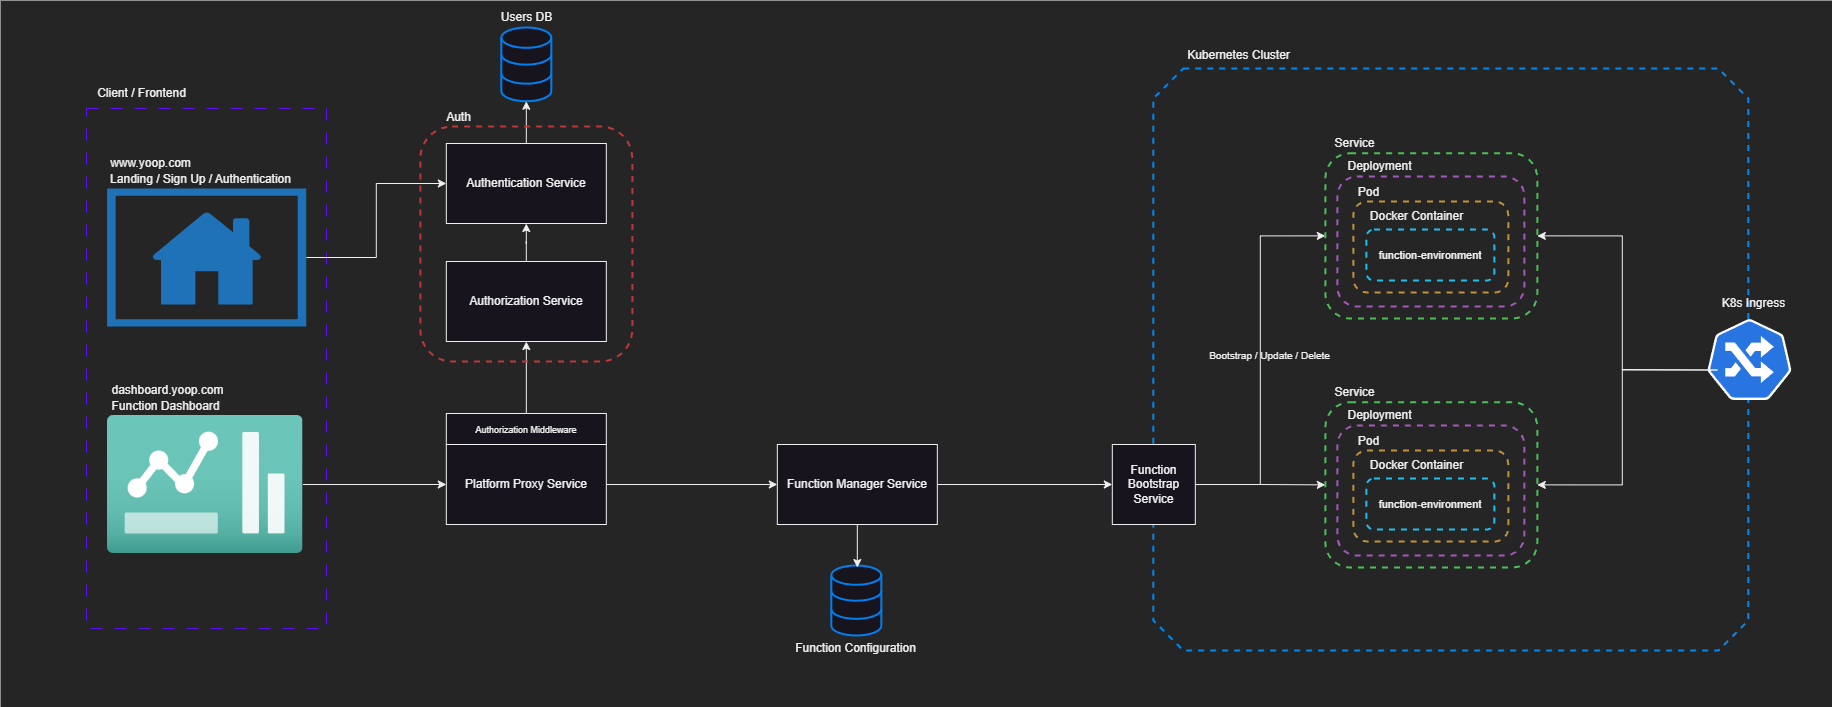 Users DB
Kubernetes Cluster
Client / Frontend
Auth
www.yoop.com
Landing / Sign Up / Authentication
Authentication Service
Authorization Service
dashboard.yoop.com
Function Dashboard
Authorization Middleware
Platform Proxy Service
Function Manager Service
Function Configuration
Function
Bootstrap
Service
Bootstrap / Update / Delete
Service
Deployment
Pod
Docker Container
function-environment
Service
Deployment
Pod
Docker Container
function-environment
K8s Ingress